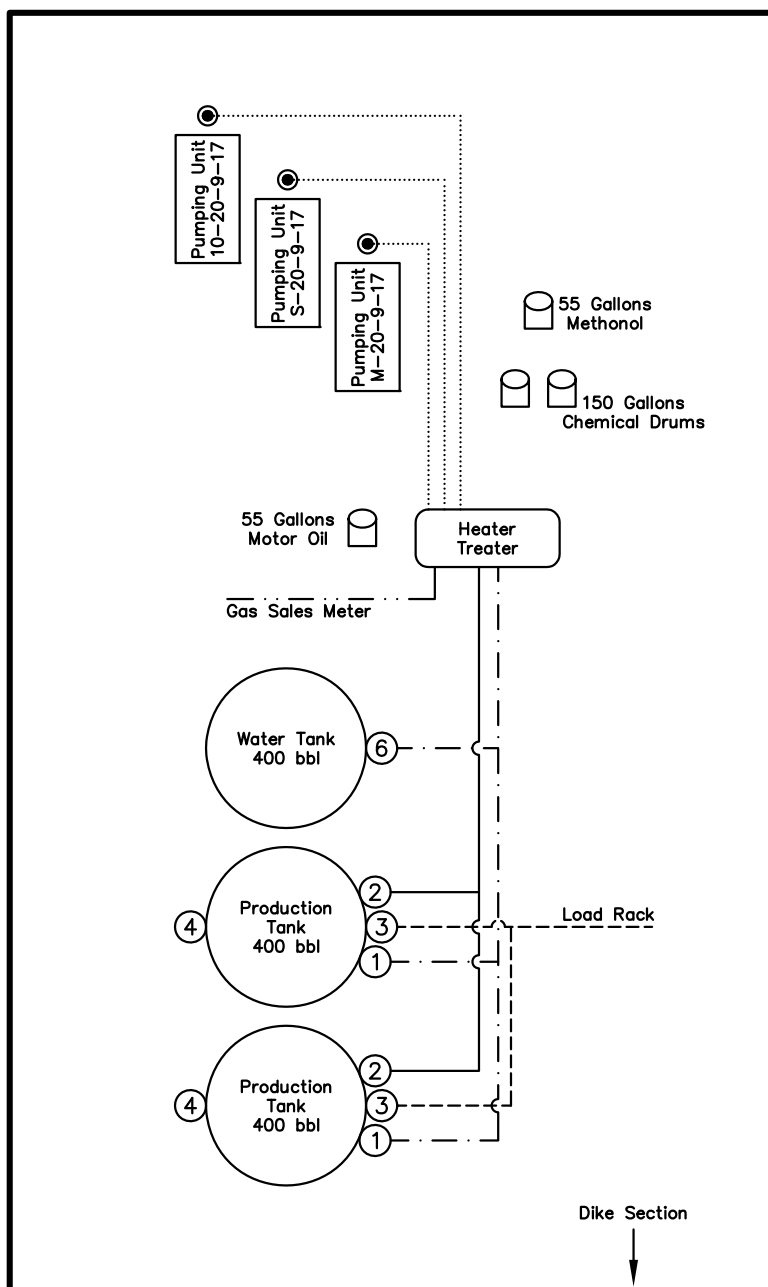 Pumping Unit
10-20-9-17
Pumping Unit
S-20-9-17
Pumping Unit
M-20-9-17
55 Gallons
Methonol
150 Gallons
Chemical Drums
55 Gallons
Motor Oil
Heater
Treater
Gas Sales Meter
Water Tank
400 bbl
6
Production
Tank
400 bbl
4
2
3
1
Load Rack
Production
Tank
400 bbl
4
2
3
1
Dike Section